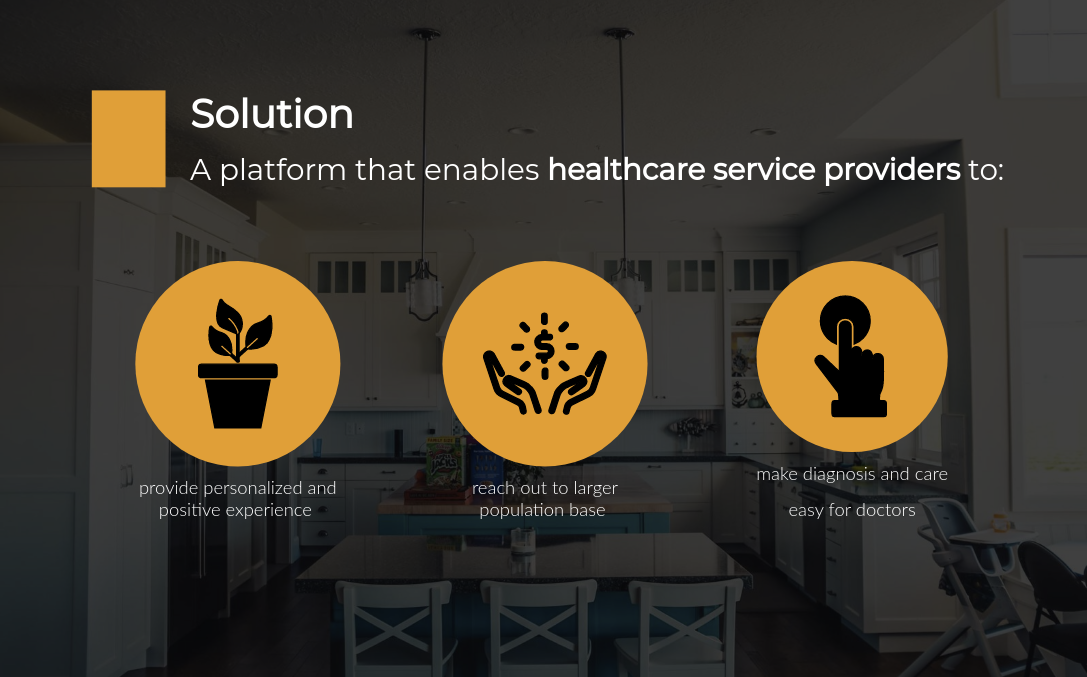 Solution
A platform that enables healthcare service providers to:
provide personalized and
positive experience
reach out to larger
population base
make diagnosis and care
easy for doctors